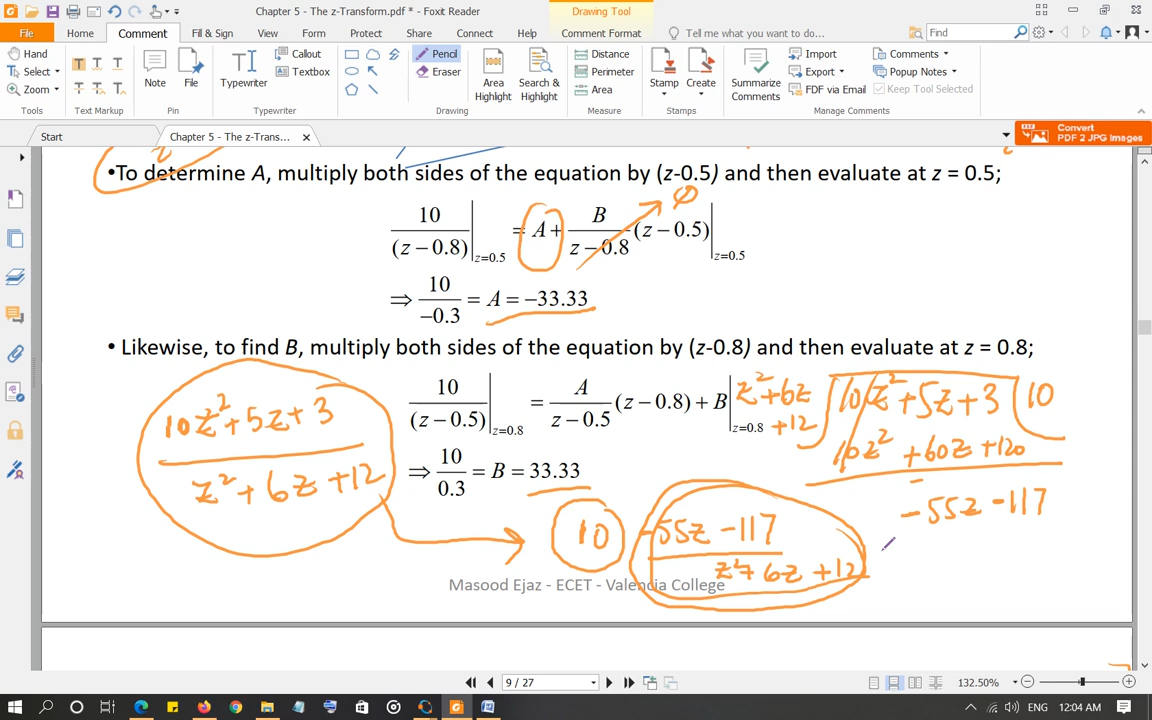 Chapter 5 - The z-Transform.pdf * - Foxit Reader
Drawing Tool
File Home Comment Fill & Sign View Form Protect Share Connect Help Comment Format Tell me what you want to do... Find
Hand
Select
Zoom
Tools
Text Markup
Note
File
Pin
Typewriter
Callout
Textbox
Typewriter
Pencil
Eraser
Drawing
Area Highlight
Search & Highlight
Distance
Perimeter
Area
Measure
Stamp
Create
Summarize Comments
Import
Export
FDF via Email
Comments
Popup Notes
Keep Tool Selected
Manage Comments
Start
Chapter 5 - The z-Trans...
Convert
PDF 2 JPG Images
•To determine A, multiply both sides of the equation by (z-0.5) and then evaluate at z = 0.5;
10/(z−0.8)|z=0.5 = A + B/(z−0.8) (z−0.5)|z=0.5
⇒ 10/−0.3 = A = −33.33
• Likewise, to find B, multiply both sides of the equation by (z-0.8) and then evaluate at z = 0.8;
10/(z−0.5)|z=0.8 = A/(z−0.5) (z−0.8) + B|z=0.8
⇒ 10/0.3 = B = 33.33
10z²+5z+3
z²+6z+12
z²+6z
+12
10z²+5z+3
10
10z²+60z+120
-55z-117
10
-55z-117
z²+6z+12
Masood Ejaz - ECET - Valencia College
9 / 27
132.50%
ENG 12:04 AM